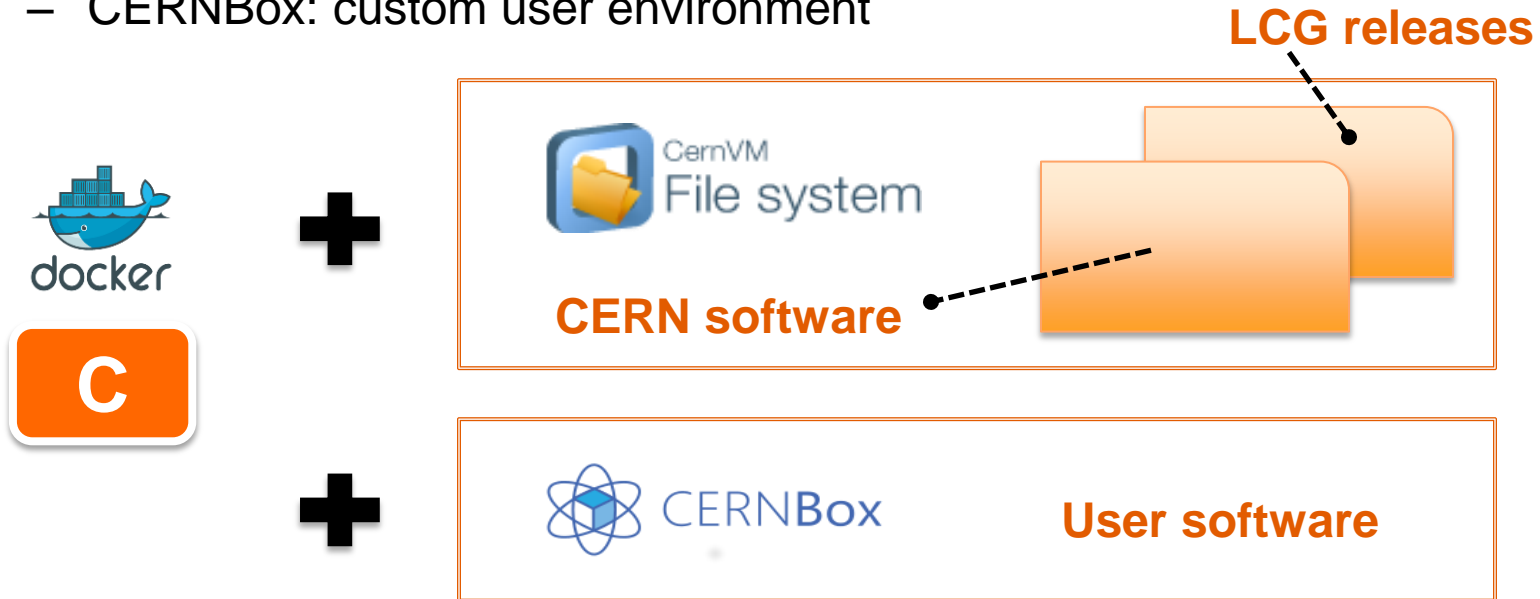 – CERNBox: custom user environment
LCG releases
CernVM
File system
docker
CERN software
C
CERNBox
User software